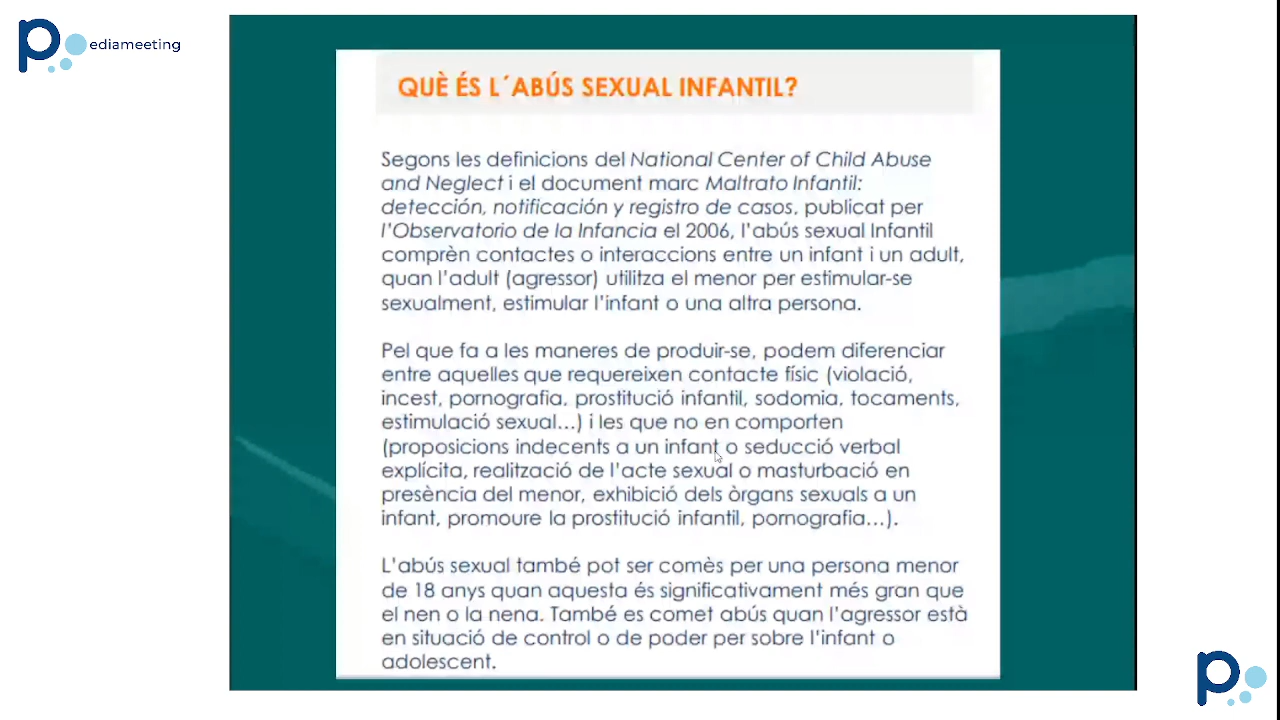 Pediameeting
QUÈ ÉS L´ABÚS SEXUAL INFANTIL?
Segons les definicions del National Center of Child Abuse
and Neglect i el document marc Maltrato Infantil:
detección, notificación y registro de casos, publicat per
l'Observatorio de la Infancia el 2006, l'abús sexual Infantil
comprèn contactes o interaccions entre un infant i un adult,
quan l'adult (agressor) utilitza el menor per estimular-se
sexualment, estimular l'infant o una altra persona.
Pel que fa a les maneres de produir-se, podem diferenciar
entre aquelles que requereixen contacte físic (violació,
incest, pornografia, prostitució infantil, sodomia, tocaments,
estimulació sexual...) i les que no en comporten
(proposicions indecents a un infant o seducció verbal
explícita, realització de l'acte sexual o masturbació en
presència del menor, exhibició dels òrgans sexuals a un
infant, promoure la prostitució infantil, pornografia...).
L'abús sexual també pot ser comès per una persona menor
de 18 anys quan aquesta és significativament més gran que
el nen o la nena. També es comet abús quan l'agressor està
en situació de control o de poder per sobre l'infant o
adolescent.
P